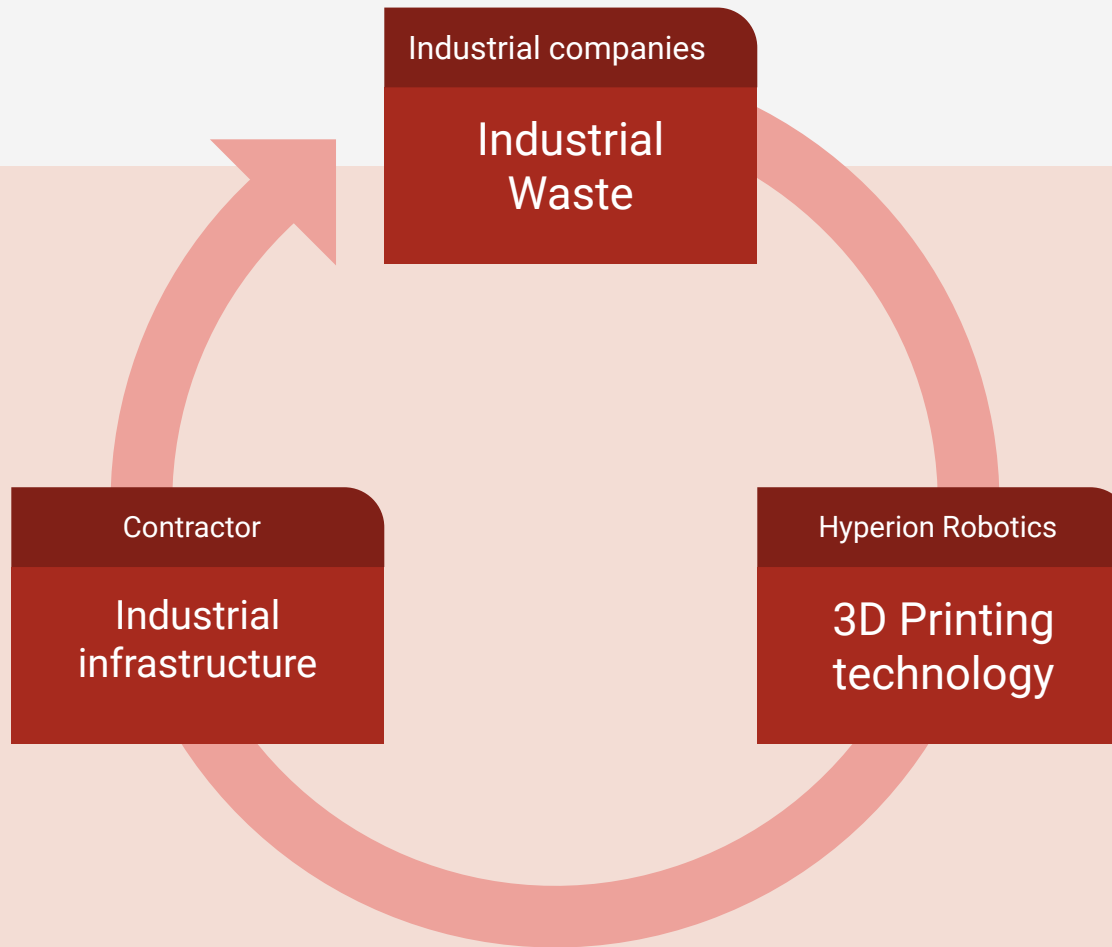 Industrial companies
Industrial
Waste
Contractor
Industrial
infrastructure
Hyperion Robotics
3D Printing
technology